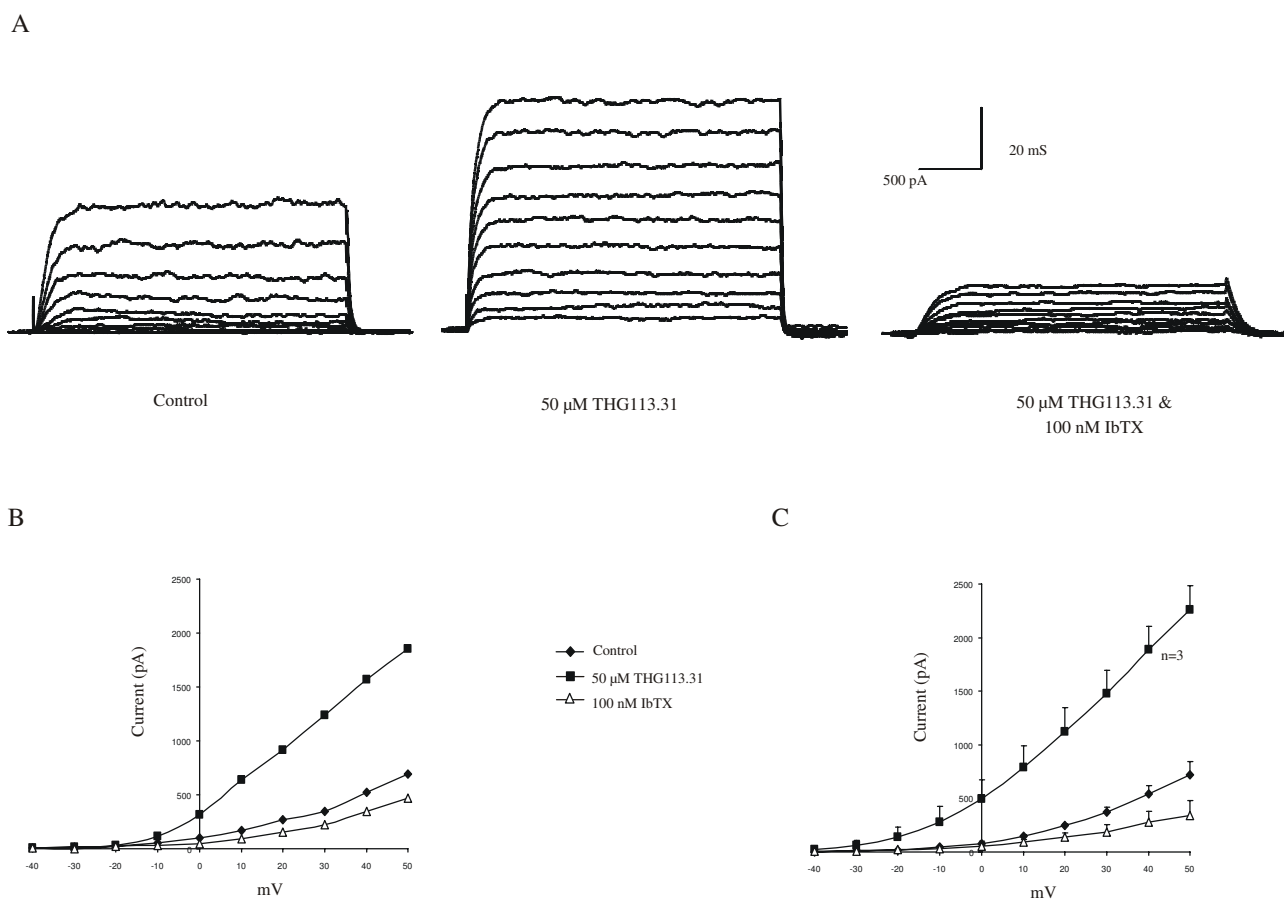 A
20 mS
500 pA
Control
50 µM THG113.31
50 µM THG113.31 &
100 nM IbTX
B
C
2500
2000
1500
1000
500
0
-40
-30
-20
-10
0
10
20
30
40
50
Current (pA)
mV
Control
50 µM THG113.31
100 nM IbTX
2500
2000
1500
1000
500
0
-40
-30
-20
-10
0
10
20
30
40
50
Current (pA)
mV
n=3